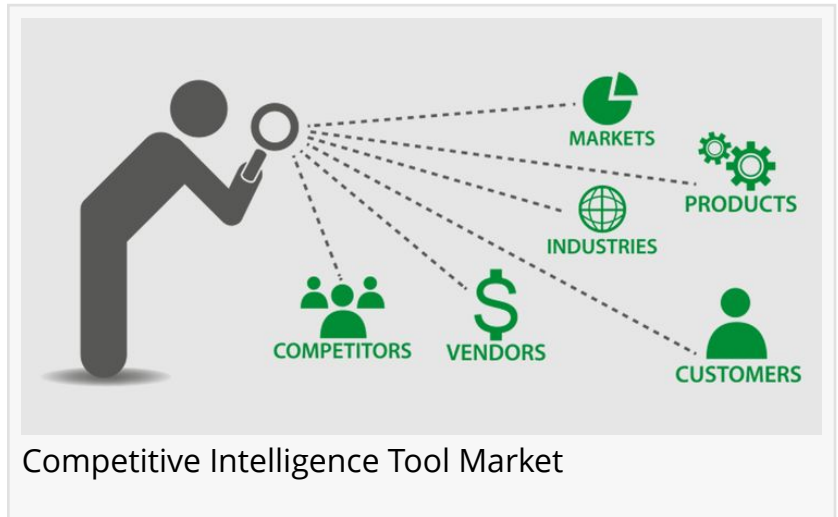 MARKETS
PRODUCTS
INDUSTRIES
COMPETITORS
VENDORS
CUSTOMERS
Competitive Intelligence Tool Market